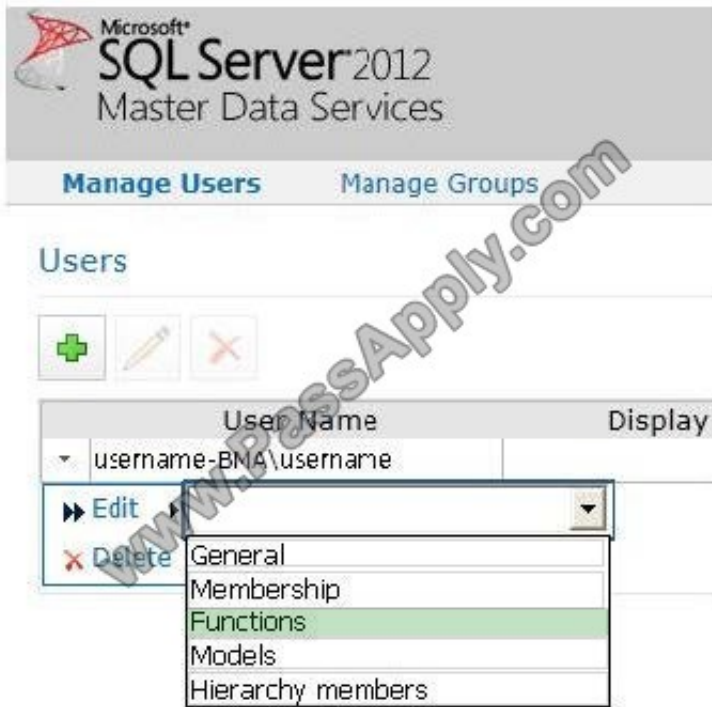 Microsoft®
SQL Server® 2012
Master Data Services
Manage Users Manage Groups
Users
User Name Display
username-BMA\username
Edit
Delete
General
Membership
Functions
Models
Hierarchy members
www.PassApply.com